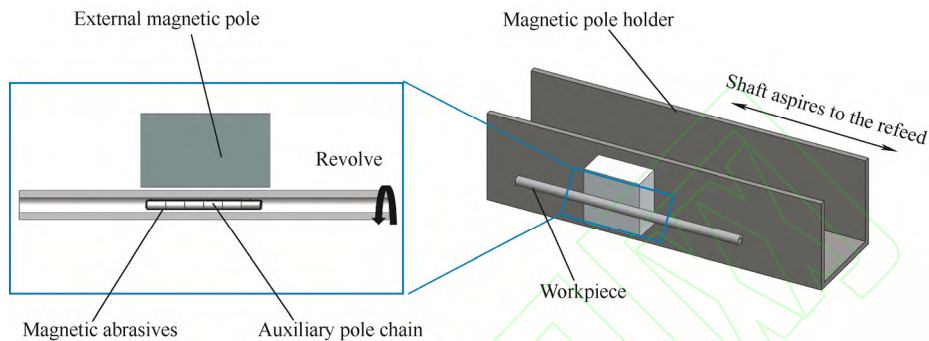 External magnetic pole
Revolve
Magnetic abrasives
Auxiliary pole chain
Magnetic pole holder
Shaft aspires to the refeed
Workpiece